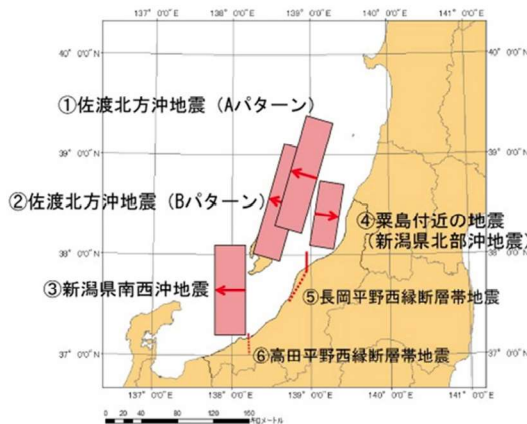 137°0'0"E 138°0'0"E 139°0'0"E 140°0'0"E 141°0'0"E
40°0'0"N 40°0'0"N
①佐渡北方沖地震(Aパターン)
39°0'0"N 39°0'0"N
②佐渡北方沖地震(Bパターン)
④粟島付近の地震
(新潟県北部沖地震)
38°0'0"N 38°0'0"N
③新潟県南西沖地震
⑤長岡平野西縁断層帯地震
37°0'0"N 37°0'0"N
⑥高田平野西縁断層帯地震
137°0'0"E 138°0'0"E 139°0'0"E 140°0'0"E 141°0'0"E
0 20 40 80 120 160
キロメートル